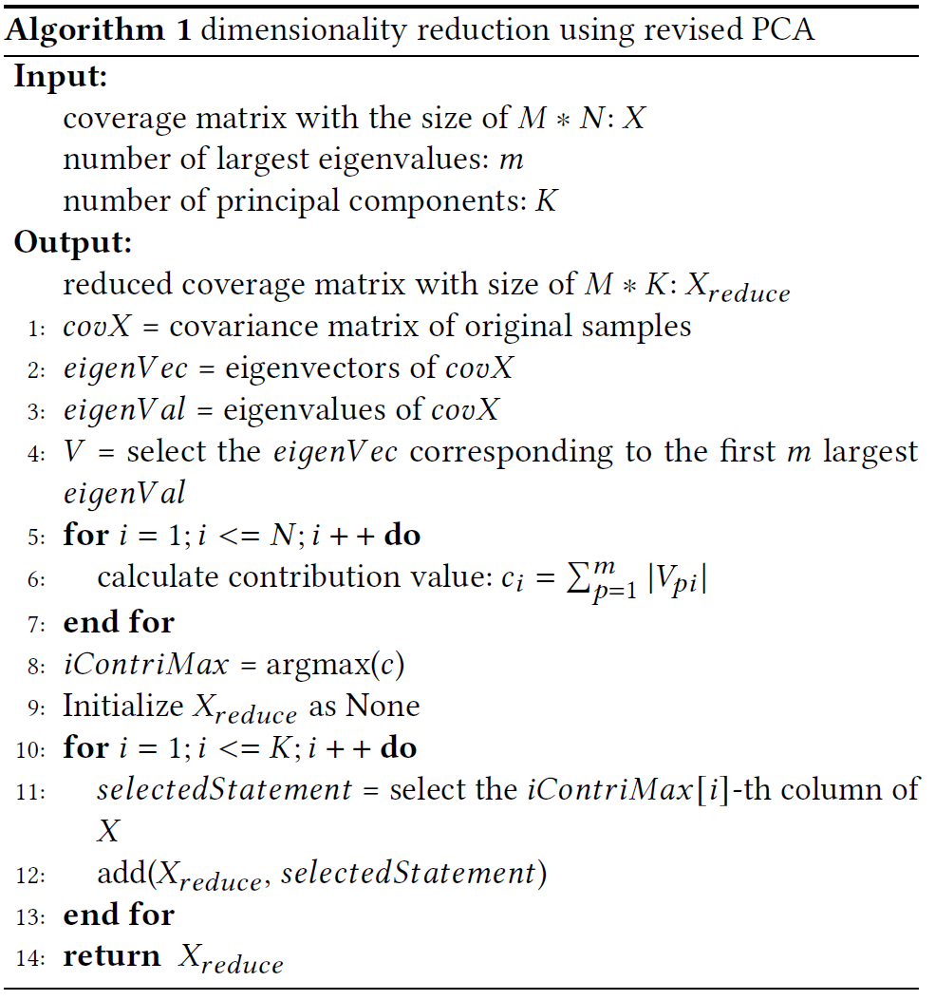 Algorithm 1 dimensionality reduction using revised PCA
Input:
coverage matrix with the size of M ∗ N: X
number of largest eigenvalues: m
number of principal components: K
Output:
reduced coverage matrix with size of M ∗ K: X_{reduce}
1: covX = covariance matrix of original samples
2: eigenVec = eigenvectors of covX
3: eigenVal = eigenvalues of covX
4: V = select the eigenVec corresponding to the first m largest
eigenVal
5: for i = 1; i <= N; i + + do
6: calculate contribution value: c_i = ∑_{p=1}^{m} |V_{pi}|
7: end for
8: iContriMax = argmax(c)
9: Initialize X_{reduce} as None
10: for i = 1; i <= K; i + + do
11: selectedStatement = select the iContriMax[i]-th column of
X
12: add(X_{reduce}, selectedStatement)
13: end for
14: return X_{reduce}